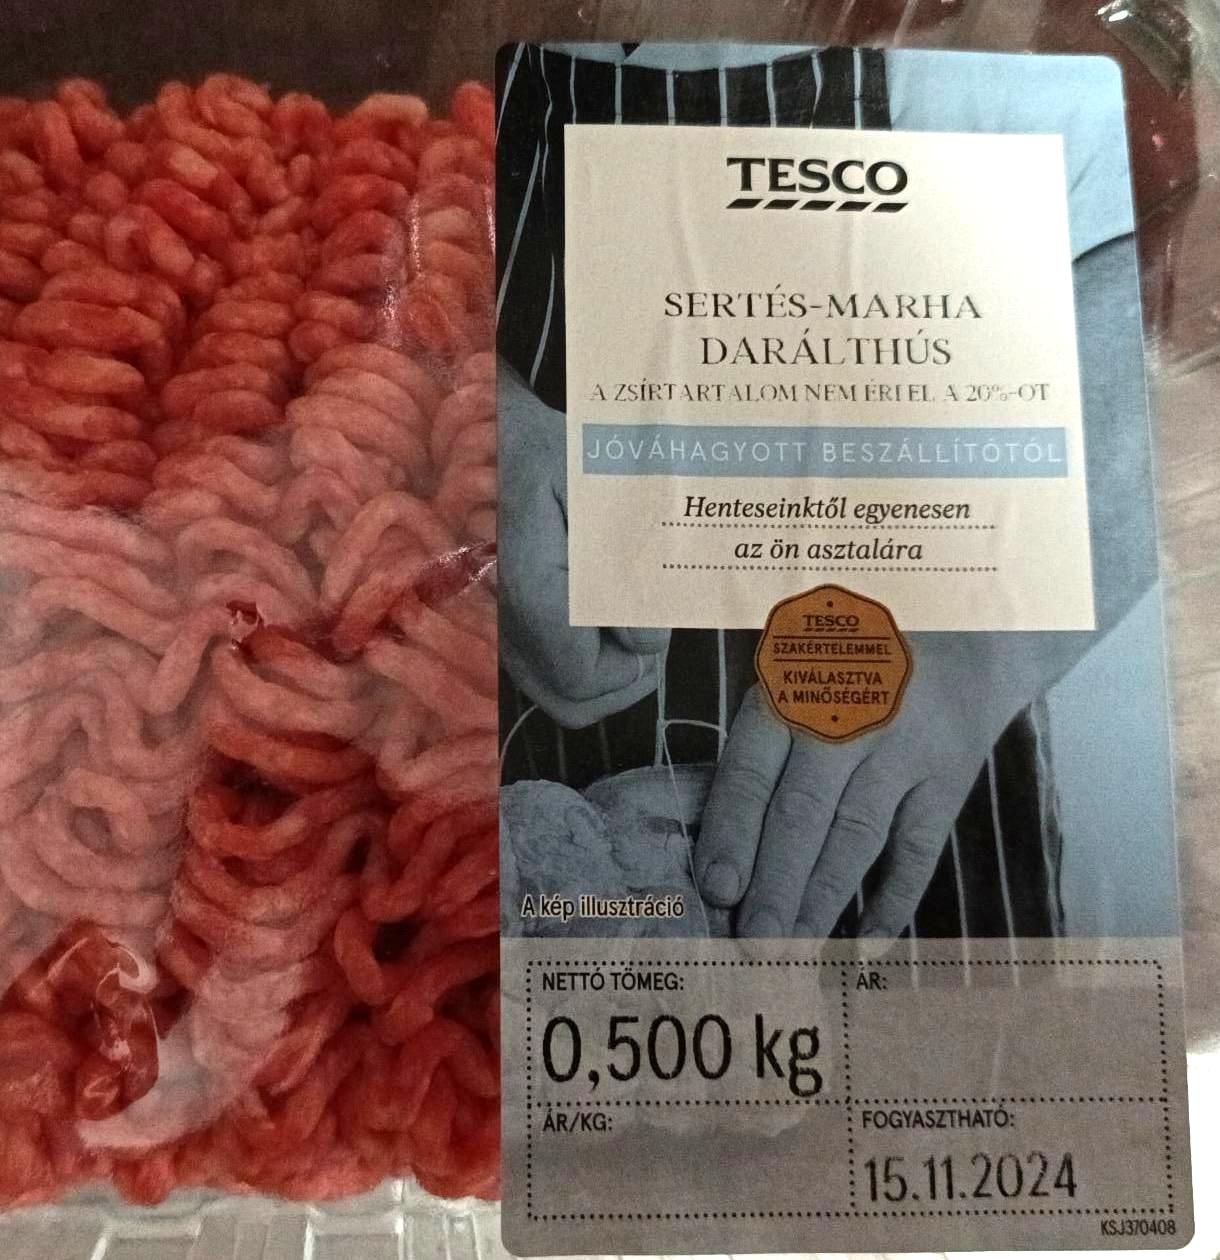 TESCO
SERTÉS-MARHA
DARÁLTHÚS
A ZSÍRTARTALOM NEM ÉRI EL A 20%-OT
JÓVÁHAGYOTT BESZÁLLÍTÓTÓL
Henteseinktől egyenesen
az ön asztalára
TESCO
SZAKÉRTELEMMEL
KIVÁLASZTVA
A MINŐSÉGÉRT
A kép illusztráció
NETTÓ TÖMEG:
0,500 kg
ÁR:
ÁR/KG:
FOGYASZTHATÓ:
15.11.2024
KSJ370408